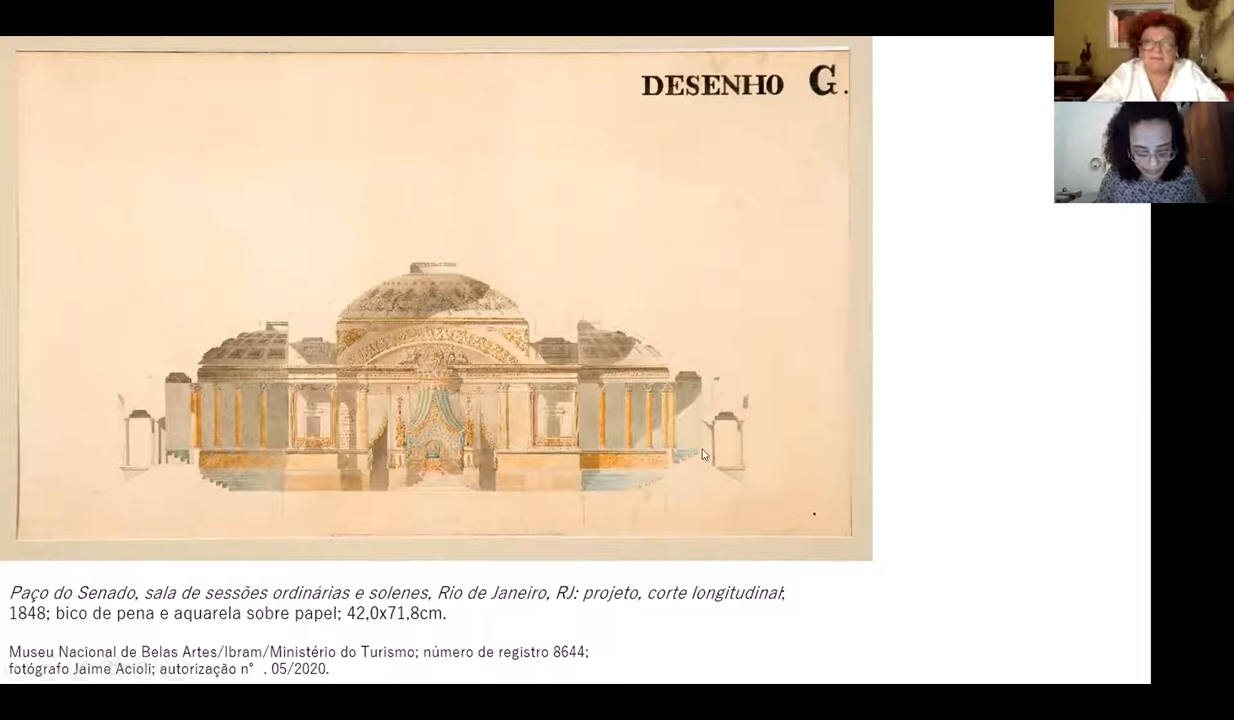 DESENHO G.
Paço do Senado, sala de sessões ordinárias e solenes, Rio de Janeiro, RJ: projeto, corte longitudinal;
1848; bico de pena e aquarela sobre papel; 42,0x71,8cm.
Museu Nacional de Belas Artes/Ibram/Ministério do Turismo; número de registro 8644;
fotógrafo Jaime Acioli; autorização n° . 05/2020.